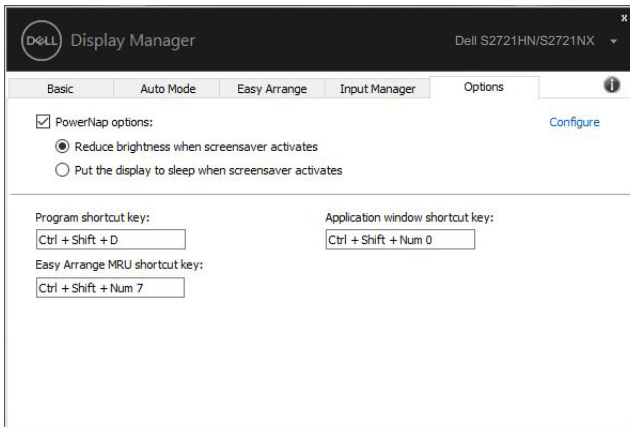 x
DELL Display Manager
Dell S2721HN/S2721NX
Basic Auto Mode Easy Arrange Input Manager Options i
PowerNap options: Configure
Reduce brightness when screensaver activates
Put the display to sleep when screensaver activates
Program shortcut key: Application window shortcut key:
Ctrl + Shift + D Ctrl + Shift + Num 0
Easy Arrange MRU shortcut key:
Ctrl + Shift + Num 7